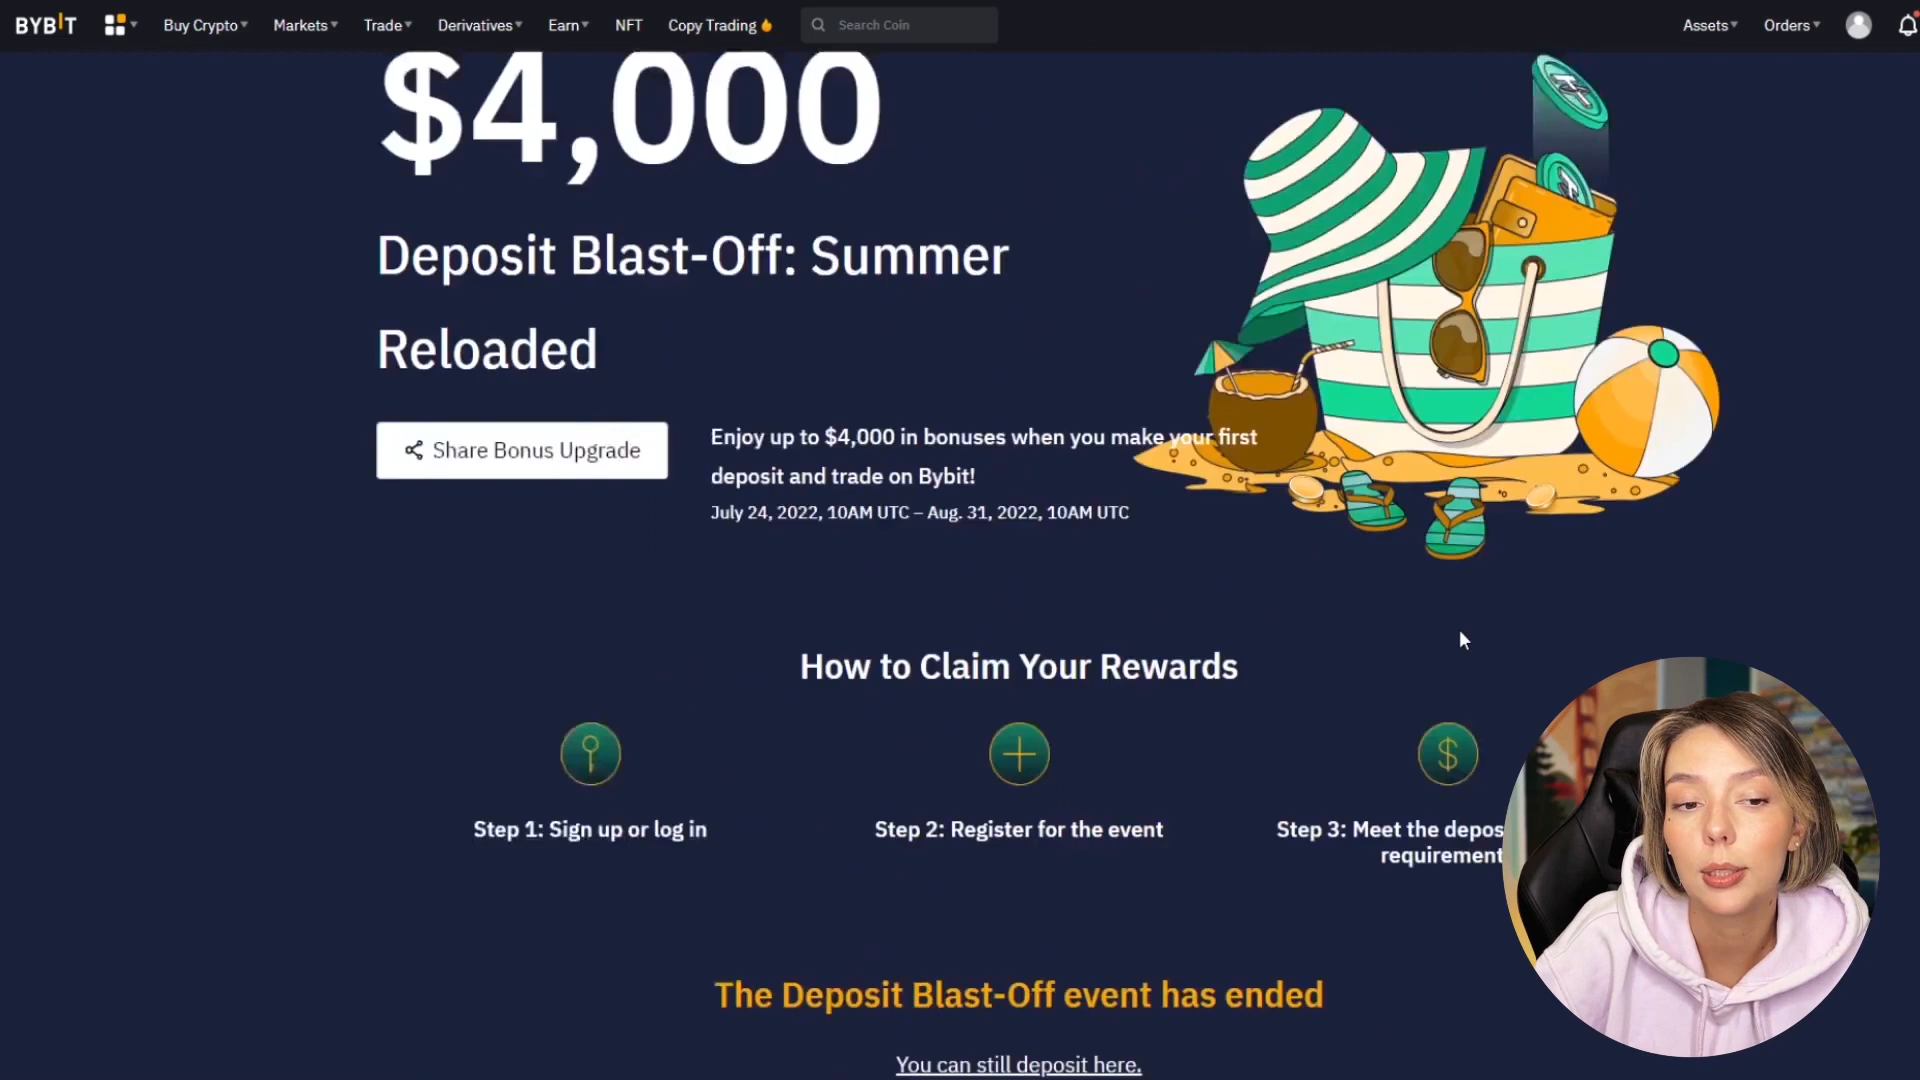 BYBIT
Buy Crypto
Markets
Trade
Derivatives
Earn
NFT
Copy Trading
Search Coin
Assets
Orders
$4,000
Deposit Blast-Off: Summer
Reloaded
Share Bonus Upgrade
Enjoy up to $4,000 in bonuses when you make your first
deposit and trade on Bybit!
July 24, 2022, 10AM UTC – Aug. 31, 2022, 10AM UTC
How to Claim Your Rewards
Step 1: Sign up or log in
Step 2: Register for the event
Step 3: Meet the depos
requirement
The Deposit Blast-Off event has ended
You can still deposit here.